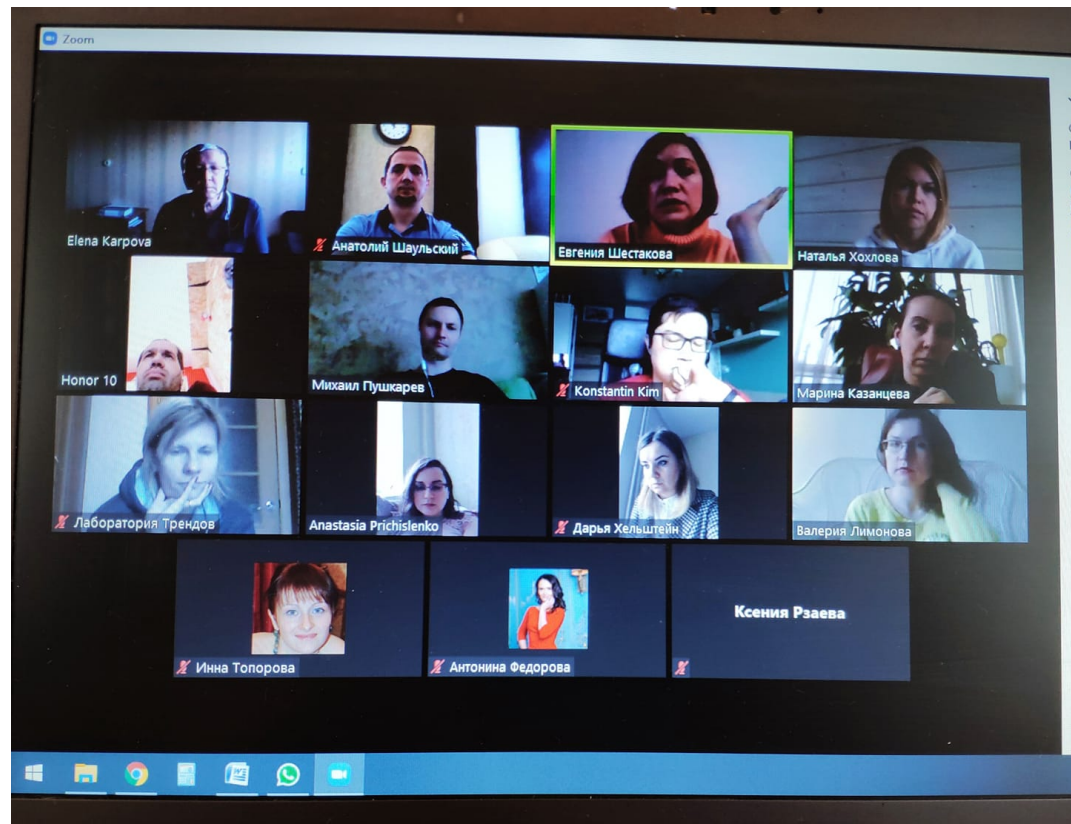 Zoom
Elena Karpova
Анатолий Шаульский
Евгения Шестакова
Наталья Хохлова
Honor 10
Михаил Пушкарев
Konstantin Kim
Марина Казанцева
Лаборатория Трендов
Anastasia Prichislenko
Дарья Хельштейн
Валерия Лимонова
Инна Топорова
Антонина Федорова
Ксения Рзаева